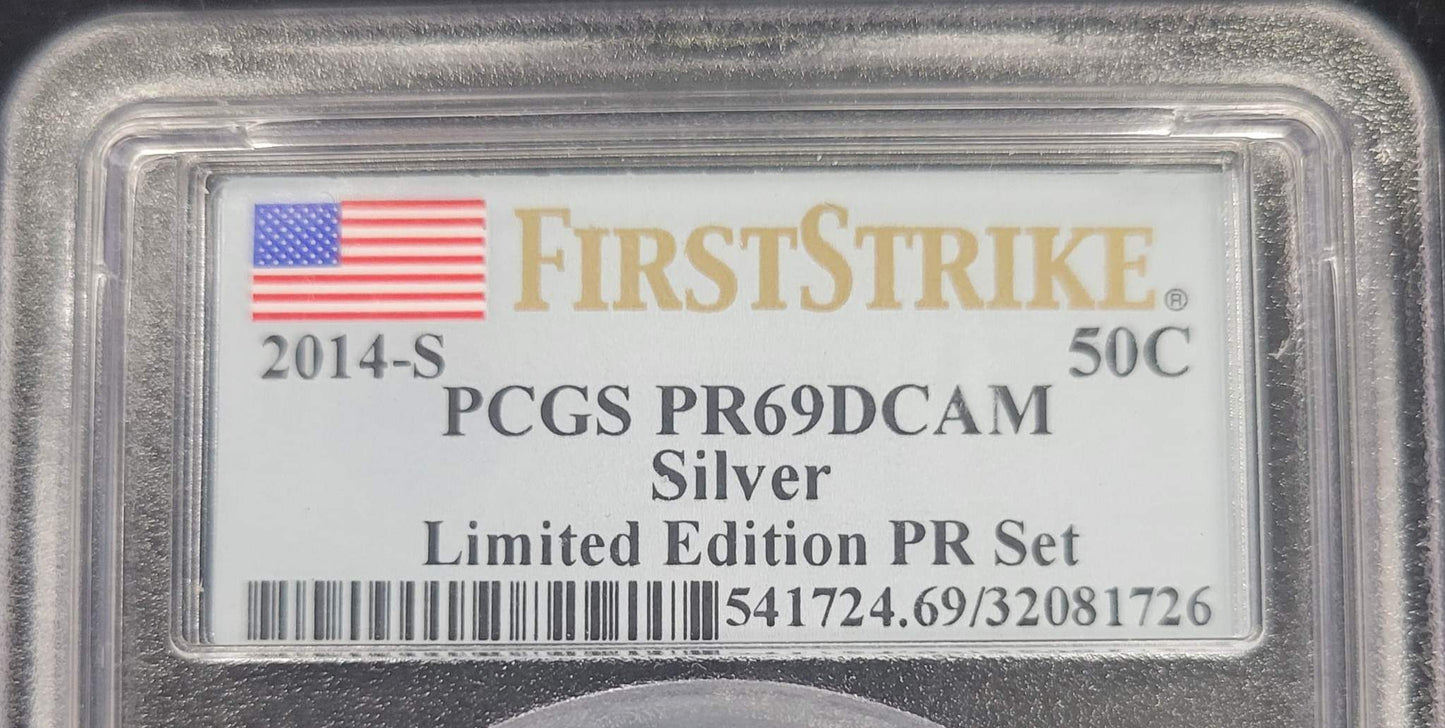 FIRSTSTRIKE®
2014-S 50C
PCGS PR69DCAM
Silver
Limited Edition PR Set
541724.69/32081726